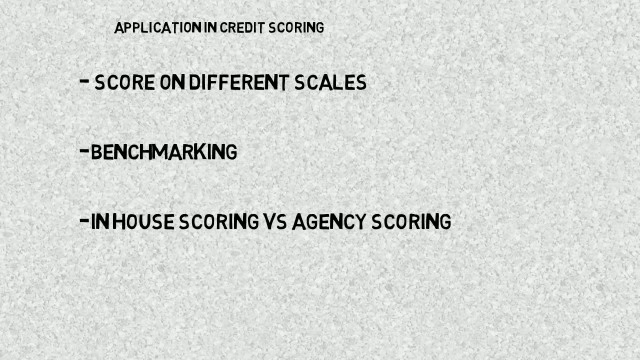 APPLICATION IN CREDIT SCORING
- SCORE ON DIFFERENT SCALES
-BENCHMARKING
-IN HOUSE SCORING VS AGENCY SCORING